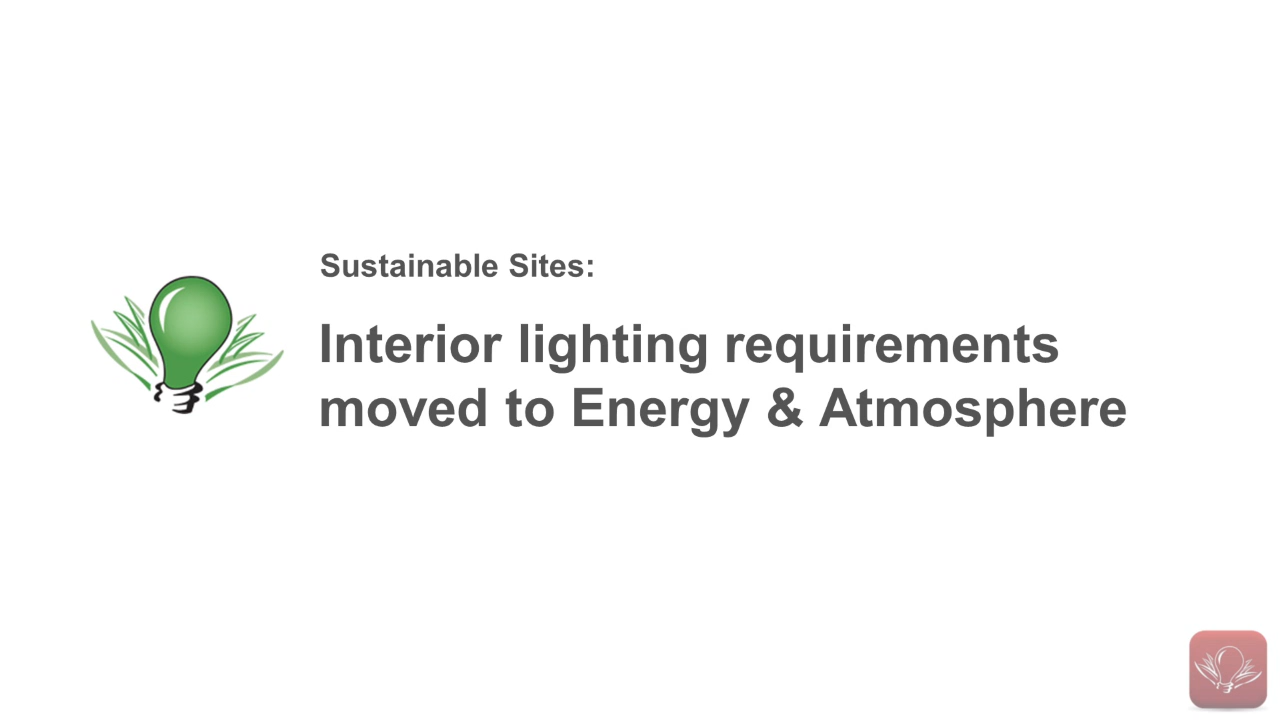 Sustainable Sites:
Interior lighting requirements
moved to Energy & Atmosphere